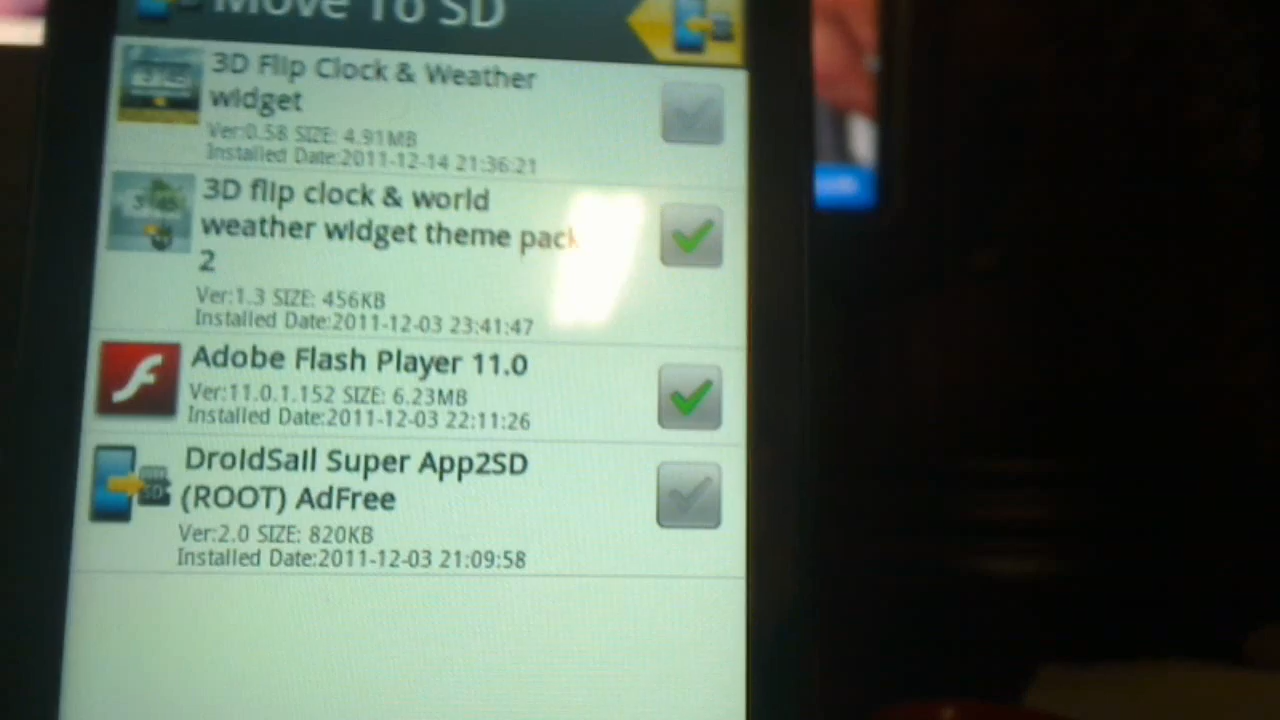 Move To SD
3D Flip Clock & Weather
widget
Ver:0.58 SIZE: 4.91MB
Installed Date:2011-12-14 21:36:21
3D flip clock & world
weather widget theme pack
2
Ver:1.3 SIZE: 456KB
Installed Date:2011-12-03 23:41:47
Adobe Flash Player 11.0
Ver:11.0.1.152 SIZE: 6.23MB
Installed Date:2011-12-03 22:11:26
DroidSail Super App2SD
(ROOT) AdFree
Ver:2.0 SIZE: 820KB
Installed Date:2011-12-03 21:09:58